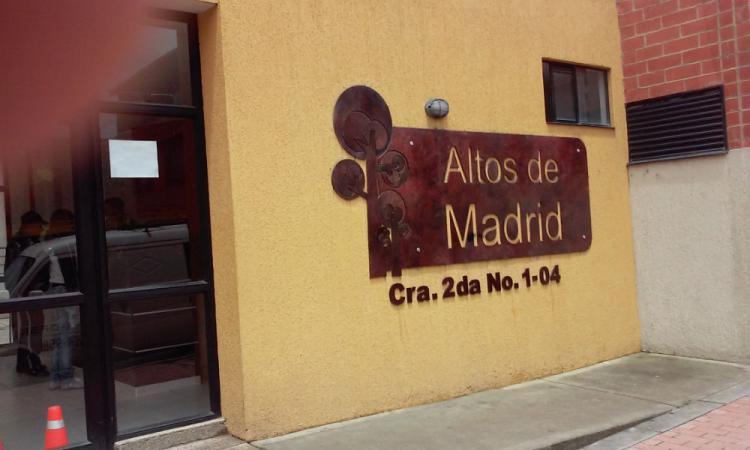 Altos de
Madrid
Cra. 2da No. 1-04